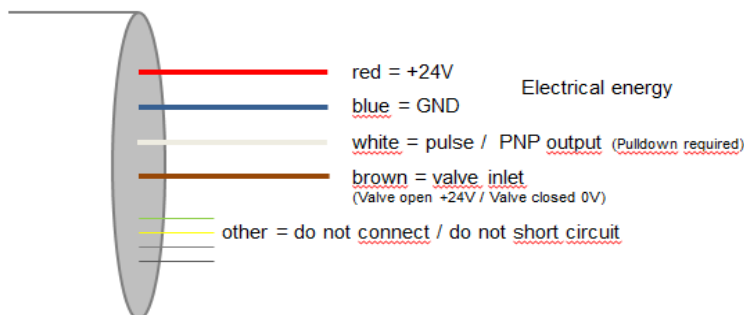 red = +24V
Electrical energy
blue = GND
white = pulse / PNP output (Pulldown required)
brown = valve inlet
(Valve open +24V / Valve closed 0V)
other = do not connect / do not short circuit